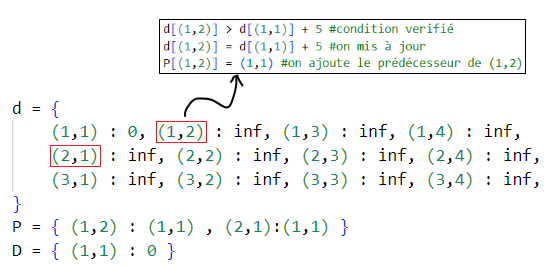 d[(1,2)] > d[(1,1)] + 5 #condition verifié
d[(1,2)] = d[(1,1)] + 5 #on mis à jour
P[(1,2)] = (1,1) #on ajoute le prédécesseur de (1,2)
d = {
(1,1) : 0, (1,2) : inf, (1,3) : inf, (1,4) : inf,
(2,1) : inf, (2,2) : inf, (2,3) : inf, (2,4) : inf,
(3,1) : inf, (3,2) : inf, (3,3) : inf, (3,4) : inf,
}
P = { (1,2) : (1,1) , (2,1):(1,1) }
D = { (1,1) : 0 }